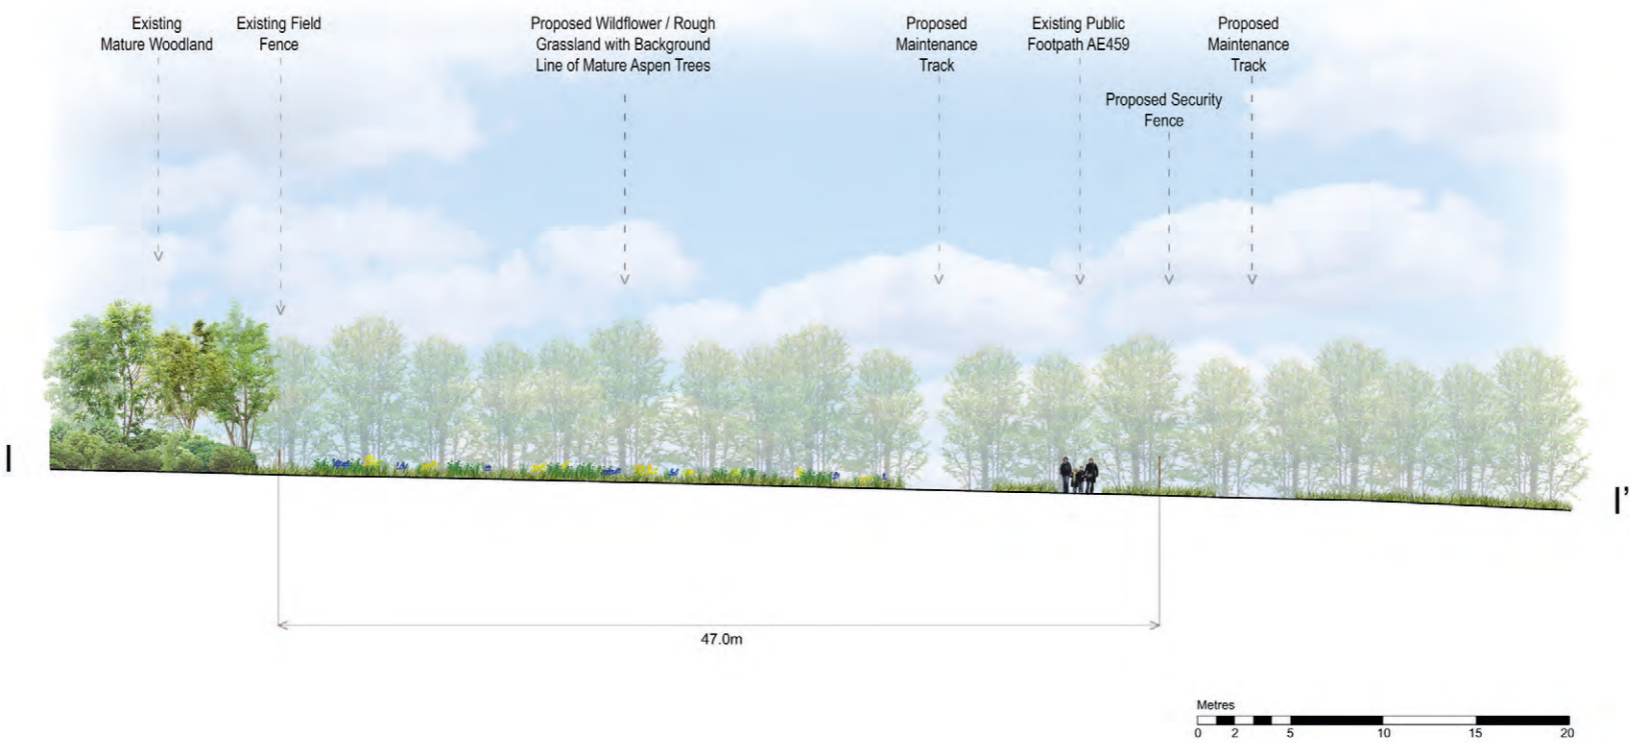 Existing
Mature Woodland
Existing Field
Fence
Proposed Wildflower / Rough
Grassland with Background
Line of Mature Aspen Trees
Proposed
Maintenance
Track
Existing Public
Footpath AE459
Proposed Security
Fence
Proposed
Maintenance
Track
I
I’
47.0m
Metres
0 2 5 10 15 20